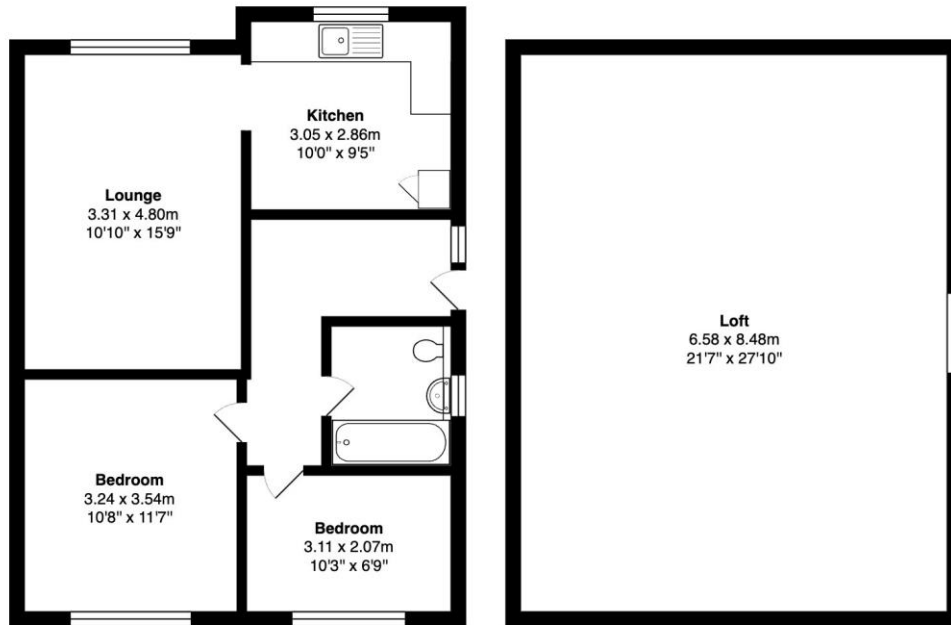 Kitchen
3.05 x 2.86m
10'0" x 9'5"
Lounge
3.31 x 4.80m
10'10" x 15'9"
Loft
6.58 x 8.48m
21'7" x 27'10"
Bedroom
3.24 x 3.54m
10'8" x 11'7"
Bedroom
3.11 x 2.07m
10'3" x 6'9"